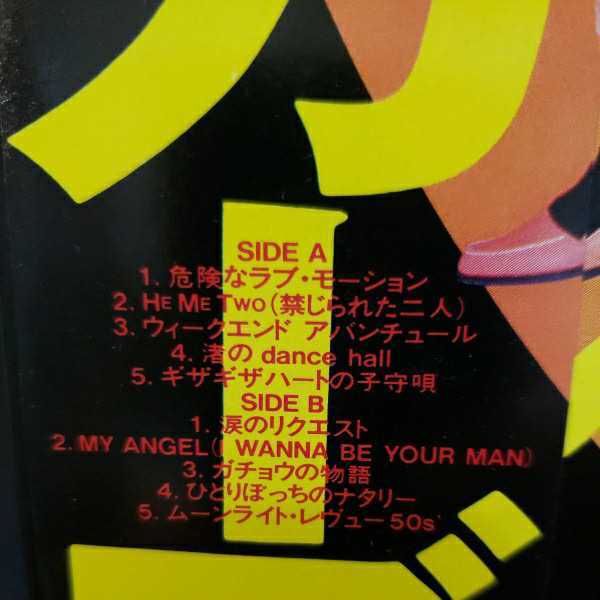 SIDE A
1. 危険なラブ・モーション
2. HE ME TWO(禁じられた二人)
3. ウィークエンド アバンチュール
4. 渚の dance hall
5. ギザギザハートの子守唄
SIDE B
1. 涙のリクエスト
2. MY ANGEL(I WANNA BE YOUR MAN)
3. ガチョウの物語
4. ひとりぼっちのナタリー
5. ムーンライト・レヴュー50s'